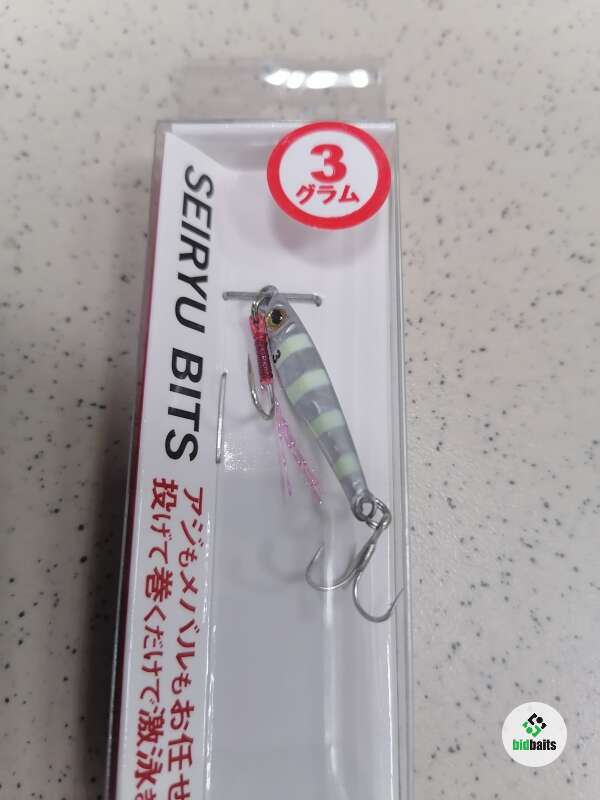 3
グラム
SEIRYU BITS
アジもメバルもお任せ
投げて巻くだけで激泳
3
bidbaits